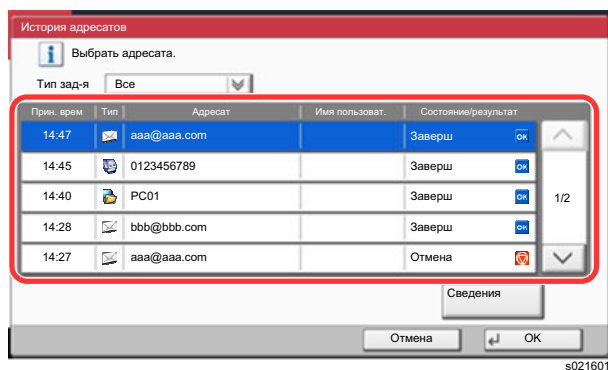 История адресатов
Выбрать адресата.
Тип зад-я Все
Прин. врем Тип Адресат Имя пользоват. Состояние/результат
14:47 aaa@aaa.com Заверш OK
14:45 0123456789 Заверш OK
14:40 PC01 Заверш OK
14:28 bbb@bbb.com Заверш OK
14:27 aaa@aaa.com Отмена
1/2
Сведения
Отмена OK
s021601